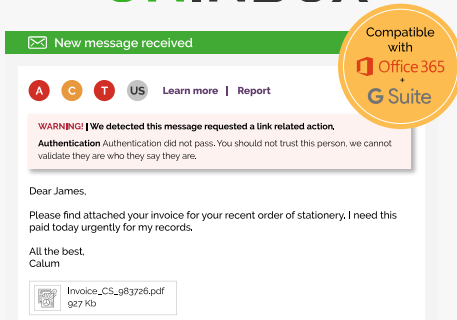 New message received
Compatible
with
Office 365
+
G Suite
A C T US Learn more | Report
WARNING! | We detected this message requested a link related action.
Authentication Authentication did not pass. You should not trust this person, we cannot
validate they are who they say they are.
Dear James,
Please find attached your invoice for your recent order of stationery, I need this
paid today urgently for my records.
All the best,
Calum
Invoice_CS_983726.pdf
927 Kb